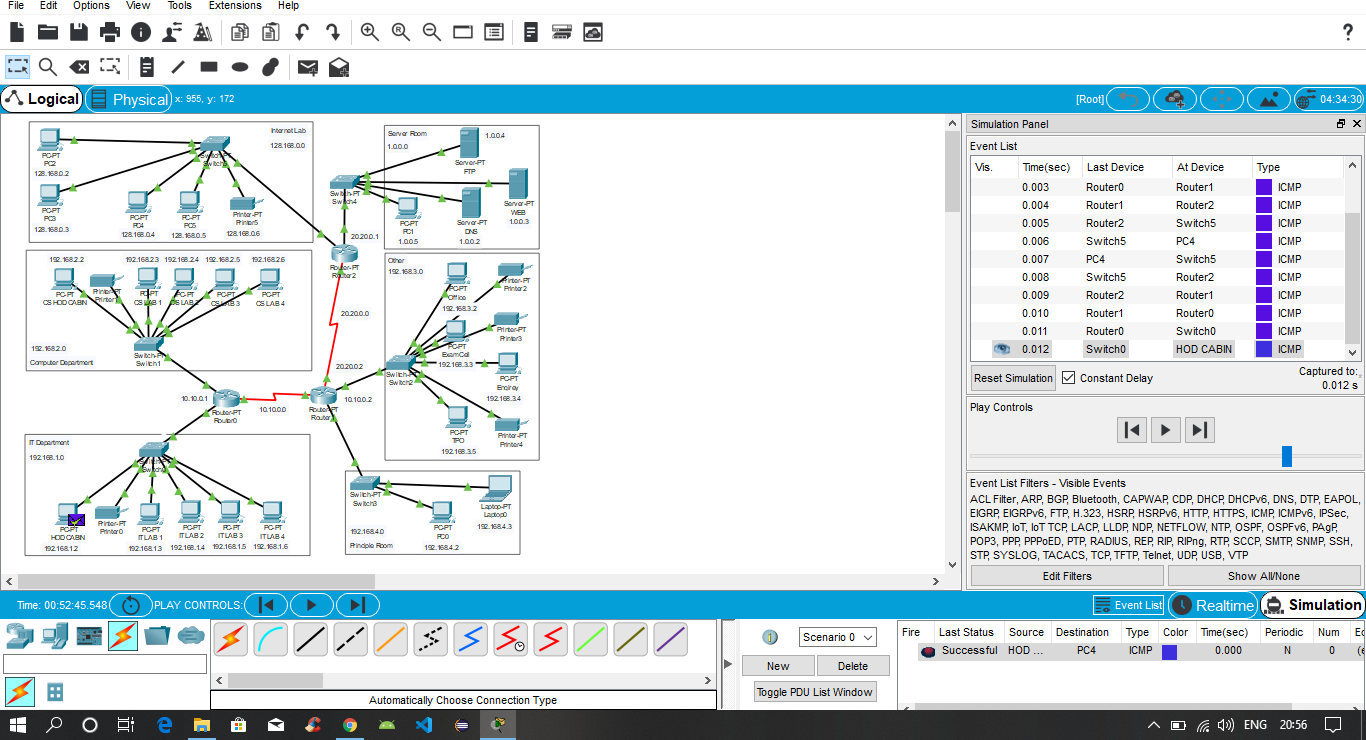 File Edit Options View Tools Extensions Help
Logical Physical x: 955, y: 172 [Root] 04:34:30
Internet Lab
128.168.0.0
PC-PT
PC2
128.168.0.2
PC-PT
PC3
128.168.0.3
PC-PT
PC4
128.168.0.4
PC-PT
PC5
128.168.0.5
Printer-PT
Printer5
128.168.0.6
Server Room
1.0.0.0
1.0.0.4
Server-PT
FTP
Switch-PT
Switch4
Server-PT
WEB
1.0.0.3
PC-PT
PC1
1.0.0.5
Server-PT
DNS
1.0.0.2
20.20.0.1
Router-PT
Router2
20.20.0.0
20.20.0.2
192.168.2.2 192.168.2.3 192.168.2.4 192.168.2.5 192.168.2.6
PC-PT
CS HOD CABIN
Printer-PT
PC-PT
CS LAB 1
PC-PT
PC-PT
CS LAB 3
PC-PT
CS LAB 4
192.168.2.0
Computer Department
Switch-PT
Switch1
Other
192.168.3.0
PC-PT
Office
192.168.3.2
Printer-PT
Printer2
Printer-PT
Printer3
PC-PT
Exam Cell
192.168.3.3
Switch-PT
Switch2
PC-PT
Enqirey
192.168.3.4
PC-PT
TPO
192.168.3.5
Printer-PT
Printer4
10.10.0.1
Router-PT
Router0
10.10.0.0
Router-PT
10.10.0.2
IT Department
192.168.1.0
PC-PT
HOD CABIN
192.168.1.2
Printer-PT
Printer0
PC-PT
IT LAB 1
192.168.1.3
PC-PT
IT LAB 2
192.168.1.4
PC-PT
IT LAB 3
192.168.1.5
PC-PT
IT LAB 4
192.168.1.6
Switch-PT
Switch3
Laptop-PT
Laptop0
192.168.4.3
PC-PT
PC0
192.168.4.2
192.168.4.0
Principle Room
Simulation Panel
Event List
Vis. Time(sec) Last Device At Device Type
0.003 Router0 Router1 ICMP
0.004 Router1 Router2 ICMP
0.005 Router2 Switch5 ICMP
0.006 Switch5 PC4 ICMP
0.007 PC4 Switch5 ICMP
0.008 Switch5 Router2 ICMP
0.009 Router2 Router1 ICMP
0.010 Router1 Router0 ICMP
0.011 Router0 Switch0 ICMP
0.012 Switch0 HOD CABIN ICMP
Reset Simulation Constant Delay Captured to:
0.012 s
Play Controls
Event List Filters - Visible Events
ACL Filter, ARP, BGP, Bluetooth, CAPWAP, CDP, DHCP, DHCPv6, DNS, DTP, EAPOL,
EIGRP, EIGRPv6, FTP, H.323, HSRP, HSRPv6, HTTP, HTTPS, ICMP, ICMPv6, IPSec,
ISAKMP, IoT, IoT TCP, LACP, LLDP, NDP, NETFLOW, NTP, OSPF, OSPFv6, PAgP,
POP3, PPP, PPPoED, PTP, RADIUS, REP, RIP, RIPng, RTP, SCCP, SMTP, SNMP, SSH,
STP, SYSLOG, TACACS, TCP, TFTP, Telnet, UDP, USB, VTP
Edit Filters Show All/None
Time: 00:52:45.548 PLAY CONTROLS: Event List Realtime Simulation
Scenario 0
New Delete
Toggle PDU List Window
Automatically Choose Connection Type
Fire Last Status Source Destination Type Color Time(sec) Periodic Num
Successful HOD ... PC4 ICMP 0.000 N 0
ENG 20:56